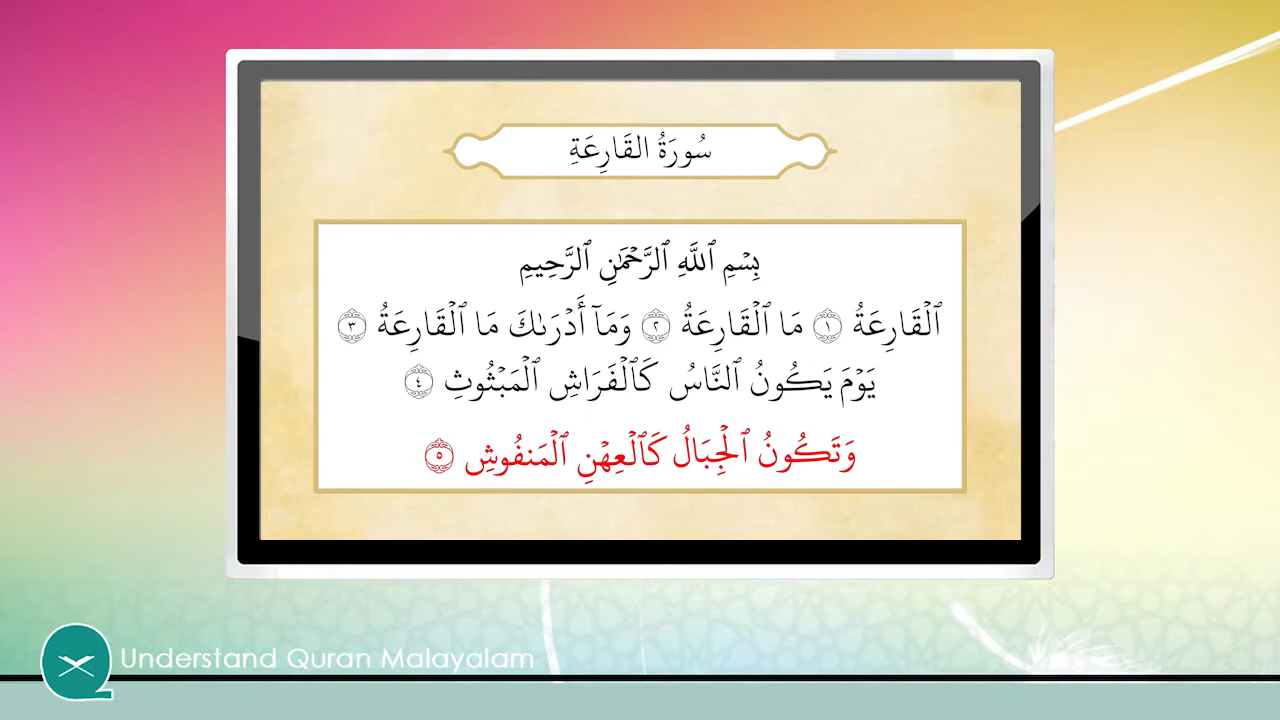 سُورَةُ القَارِعَةِ
بِسْمِ ٱللَّهِ ٱلرَّحْمَٰنِ ٱلرَّحِيمِ
ٱلْقَارِعَةُ ١ مَا ٱلْقَارِعَةُ ٢ وَمَآ أَدْرَىٰكَ مَا ٱلْقَارِعَةُ ٣
يَوْمَ يَكُونُ ٱلنَّاسُ كَٱلْفَرَاشِ ٱلْمَبْثُوثِ ٤
وَتَكُونُ ٱلْجِبَالُ كَٱلْعِهْنِ ٱلْمَنفُوشِ ٥
Understand Quran Malayalam